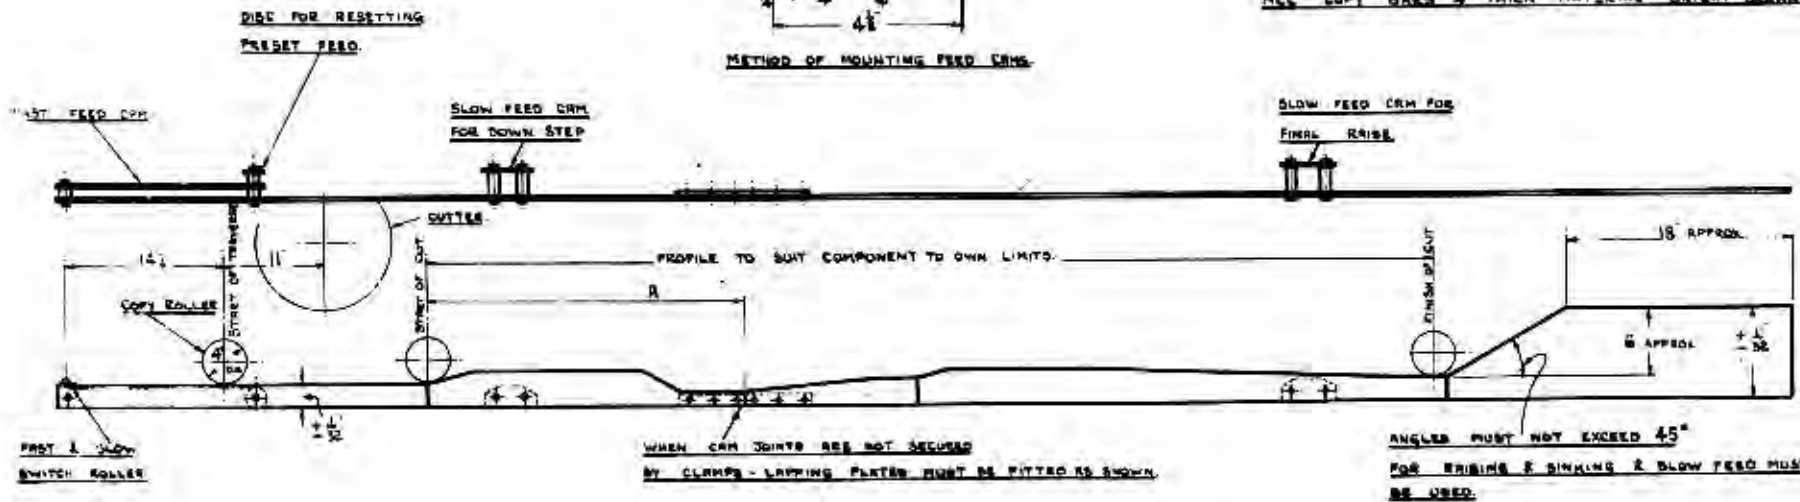 DISC FOR RESETTING
PRESET FEED.
4½"
METHOD OF MOUNTING FEED CAMS.
FEED CAM
SLOW FEED CAM
FOR DOWN STEP
SLOW FEED CAM FOR
FINAL RAISE
CUTTER
START OF TRAVERSE
START OF CUT
PROFILE TO SUIT COMPONENT TO OWN LIMITS.
FINISH OF CUT
18" APPROX.
11"
A
COPY ROLLER
6" APPROX
FAST & SLOW
SWITCH ROLLER
WHEN CAM JOINTS ARE NOT SECURED
BY CLAMPS - LAPPING PLATES MUST BE FITTED AS SHOWN.
ANGLES MUST NOT EXCEED 45°
FOR RAISING & SINKING & SLOW FEED MUS
BE USED.